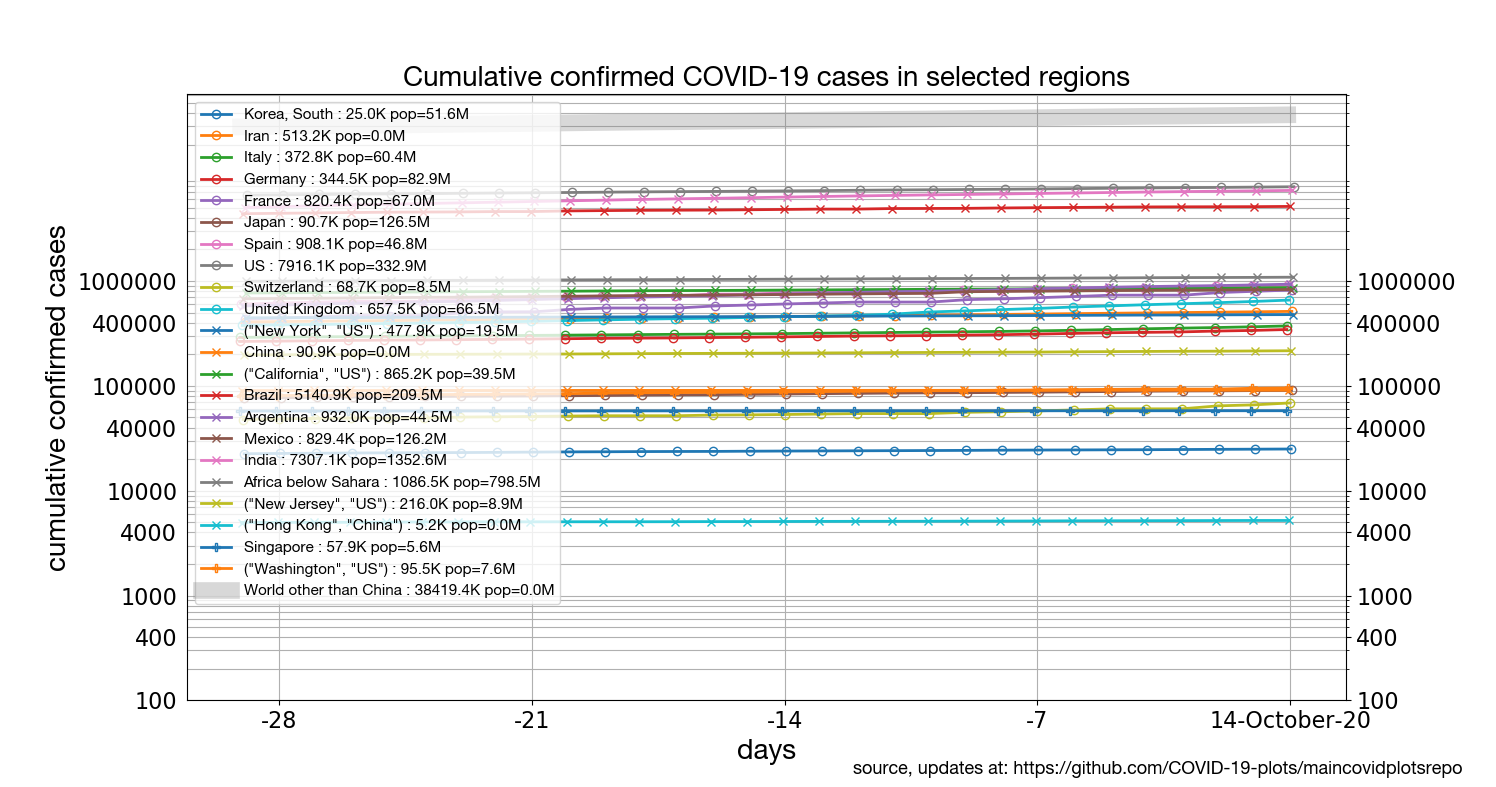 Cumulative confirmed COVID-19 cases in selected regions
Korea, South : 25.0K pop=51.6M
Iran : 513.2K pop=0.0M
Italy : 372.8K pop=60.4M
Germany : 344.5K pop=82.9M
France : 820.4K pop=67.0M
Japan : 90.7K pop=126.5M
Spain : 908.1K pop=46.8M
US : 7916.1K pop=332.9M
Switzerland : 68.7K pop=8.5M
United Kingdom : 657.5K pop=66.5M
("New York", "US") : 477.9K pop=19.5M
China : 90.9K pop=0.0M
("California", "US") : 865.2K pop=39.5M
Brazil : 5140.9K pop=209.5M
Argentina : 932.0K pop=44.5M
Mexico : 829.4K pop=126.2M
India : 7307.1K pop=1352.6M
Africa below Sahara : 1086.5K pop=798.5M
("New Jersey", "US") : 216.0K pop=8.9M
("Hong Kong", "China") : 5.2K pop=0.0M
Singapore : 57.9K pop=5.6M
("Washington", "US") : 95.5K pop=7.6M
World other than China : 38419.4K pop=0.0M
cumulative confirmed cases
1000000
400000
100000
40000
10000
4000
1000
400
100
1000000
400000
100000
40000
10000
4000
1000
400
100
-28
-21
-14
-7
14-October-20
days
source, updates at: https://github.com/COVID-19-plots/maincovidplotsrepo